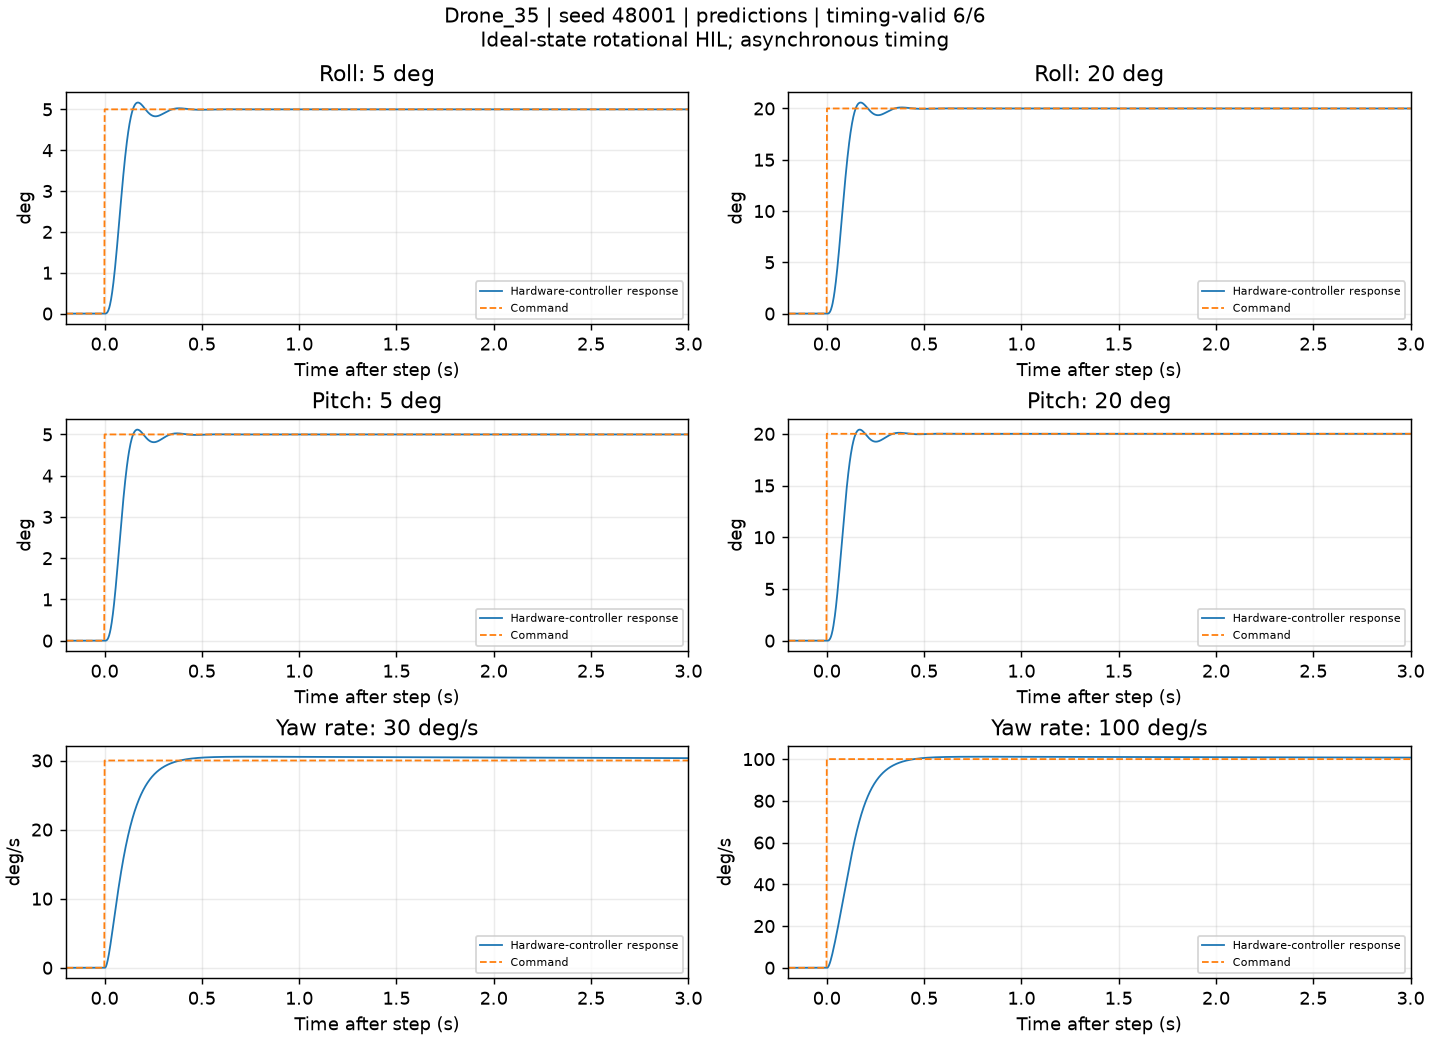 Drone_35 | seed 48001 | predictions | timing-valid 6/6
Ideal-state rotational HIL; asynchronous timing
Roll: 5 deg
deg
5
4
3
2
1
0
Hardware-controller response
Command
0.0 0.5 1.0 1.5 2.0 2.5 3.0
Time after step (s)
Roll: 20 deg
deg
20
15
10
5
0
Hardware-controller response
Command
0.0 0.5 1.0 1.5 2.0 2.5 3.0
Time after step (s)
Pitch: 5 deg
deg
5
4
3
2
1
0
Hardware-controller response
Command
0.0 0.5 1.0 1.5 2.0 2.5 3.0
Time after step (s)
Pitch: 20 deg
deg
20
15
10
5
0
Hardware-controller response
Command
0.0 0.5 1.0 1.5 2.0 2.5 3.0
Time after step (s)
Yaw rate: 30 deg/s
deg/s
30
20
10
0
Hardware-controller response
Command
0.0 0.5 1.0 1.5 2.0 2.5 3.0
Time after step (s)
Yaw rate: 100 deg/s
deg/s
100
80
60
40
20
0
Hardware-controller response
Command
0.0 0.5 1.0 1.5 2.0 2.5 3.0
Time after step (s)